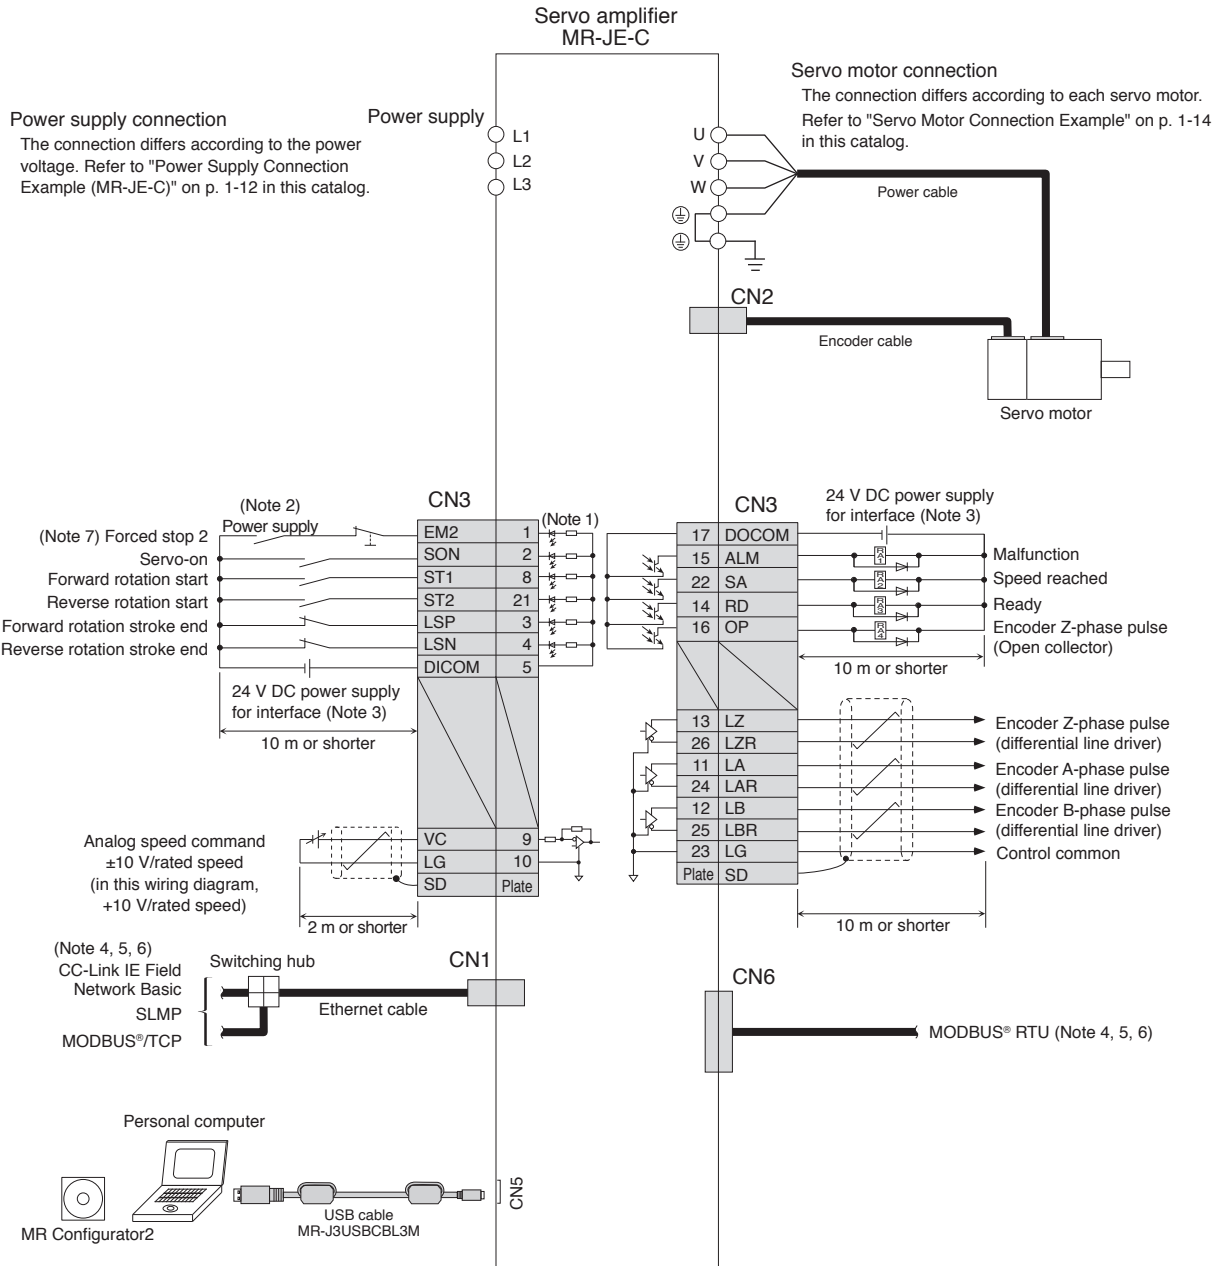 Servo amplifier
MR-JE-C
Power supply connection
The connection differs according to the power
voltage. Refer to "Power Supply Connection
Example (MR-JE-C)" on p. 1-12 in this catalog.
Power supply
L1
L2
L3
Servo motor connection
The connection differs according to each servo motor.
Refer to "Servo Motor Connection Example" on p. 1-14
in this catalog.
U
V
W
Power cable
CN2
Encoder cable
Servo motor
CN3
(Note 2)
Power supply
(Note 1)
(Note 7) Forced stop 2
EM2 1
Servo-on
SON 2
Forward rotation start
ST1 8
Reverse rotation start
ST2 21
Forward rotation stroke end
LSP 3
Reverse rotation stroke end
LSN 4
DICOM 5
24 V DC power supply
for interface (Note 3)
10 m or shorter
Analog speed command
±10 V/rated speed
(in this wiring diagram,
+10 V/rated speed)
VC 9
LG 10
SD Plate
2 m or shorter
CN3
24 V DC power supply
for interface (Note 3)
17 DOCOM
15 ALM
RA1
Malfunction
22 SA
RA2
Speed reached
14 RD
RA3
Ready
16 OP
RA4
Encoder Z-phase pulse
(Open collector)
10 m or shorter
13 LZ
26 LZR
Encoder Z-phase pulse
(differential line driver)
11 LA
24 LAR
Encoder A-phase pulse
(differential line driver)
12 LB
25 LBR
Encoder B-phase pulse
(differential line driver)
23 LG
Control common
Plate SD
10 m or shorter
(Note 4, 5, 6)
CC-Link IE Field
Network Basic
SLMP
MODBUS®/TCP
Switching hub
Ethernet cable
CN1
CN6
MODBUS® RTU (Note 4, 5, 6)
Personal computer
MR Configurator2
USB cable
MR-J3USBCBL3M
CN5